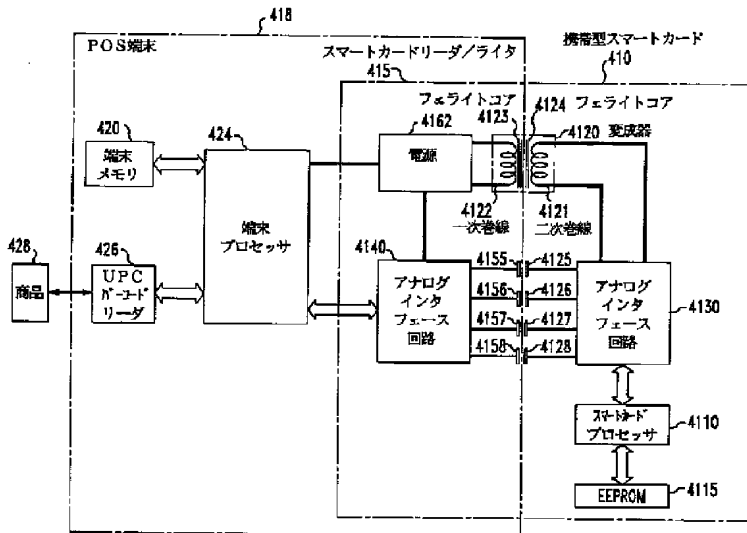 418
POS端末
スマートカードリーダ/ライタ
415
携帯型スマートカード
410
フェライトコア
4123
フェライトコア
4124
4162
電源
4120
変成器
420
端末
メモリ
424
端末
プロセッサ
4122
一次巻線
4121
二次巻線
428
商品
426
UPC
バーコード
リーダ
4140
アナログ
インタ
フェース
回路
4155
4125
4156
4126
4157
4127
4158
4128
アナログ
インタ
フェース
回路
4130
スマートカード
プロセッサ
4110
EEPROM
4115